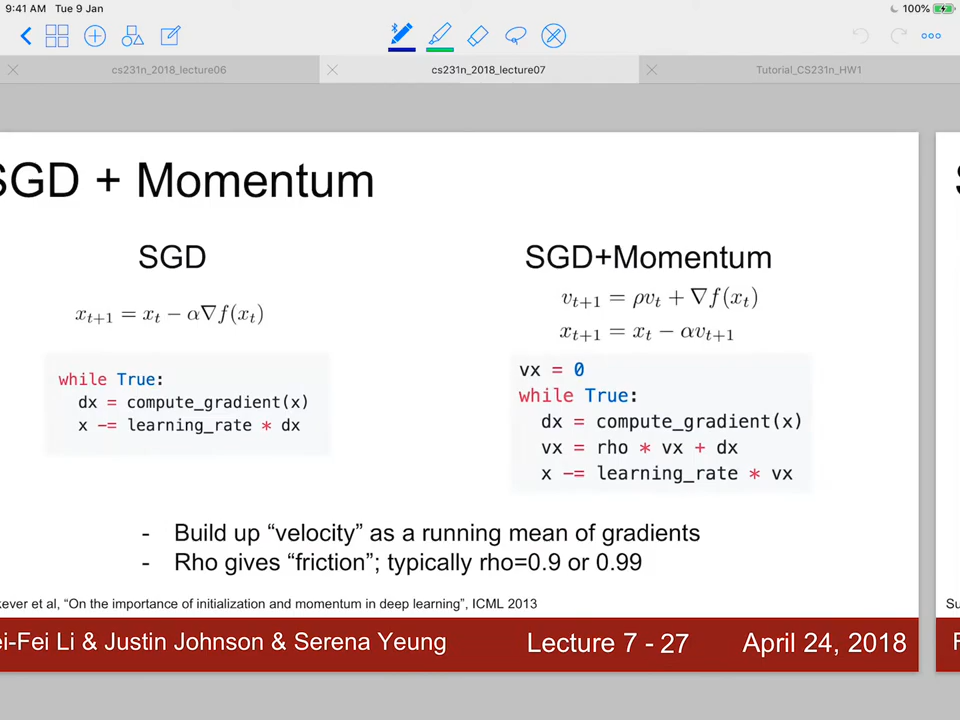 9:41 AM Tue 9 Jan
100%
cs231n_2018_lecture06
cs231n_2018_lecture07
Tutorial_CS231n_HW1
SGD + Momentum
SGD
x_{t+1} = x_t − α∇f(x_t)
while True:
dx = compute_gradient(x)
x -= learning_rate * dx
SGD+Momentum
v_{t+1} = ρv_t + ∇f(x_t)
x_{t+1} = x_t − αv_{t+1}
vx = 0
while True:
dx = compute_gradient(x)
vx = rho * vx + dx
x -= learning_rate * vx
- Build up “velocity” as a running mean of gradients
- Rho gives “friction”; typically rho=0.9 or 0.99
kever et al, “On the importance of initialization and momentum in deep learning”, ICML 2013
Su
ei-Fei Li & Justin Johnson & Serena Yeung
Lecture 7 - 27
April 24, 2018